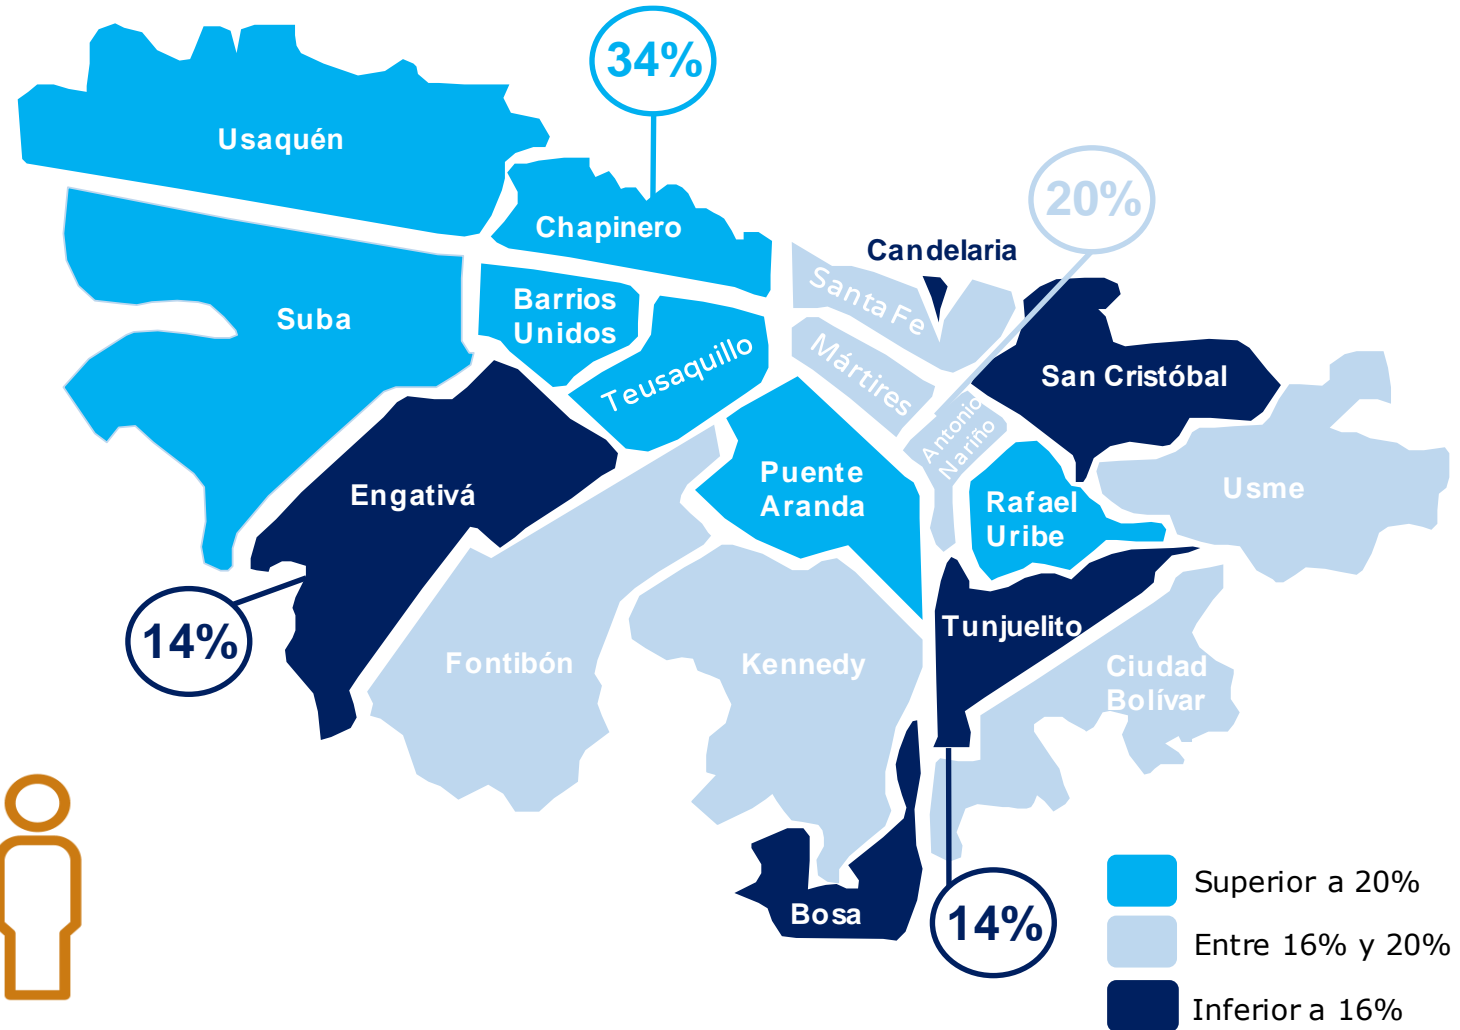 34%
Usaquén
20%
Chapinero
Candelaria
Santa Fe
Barrios
Unidos
Suba
Teusaquillo
Mártires
San Cristóbal
Antonio
Nariño
Puente
Aranda
Engativá
Rafael
Uribe
Usme
14%
Tunjuelito
Fontibón
Kennedy
Ciudad
Bolívar
Bosa
14%
Superior a 20%
Entre 16% y 20%
Inferior a 16%